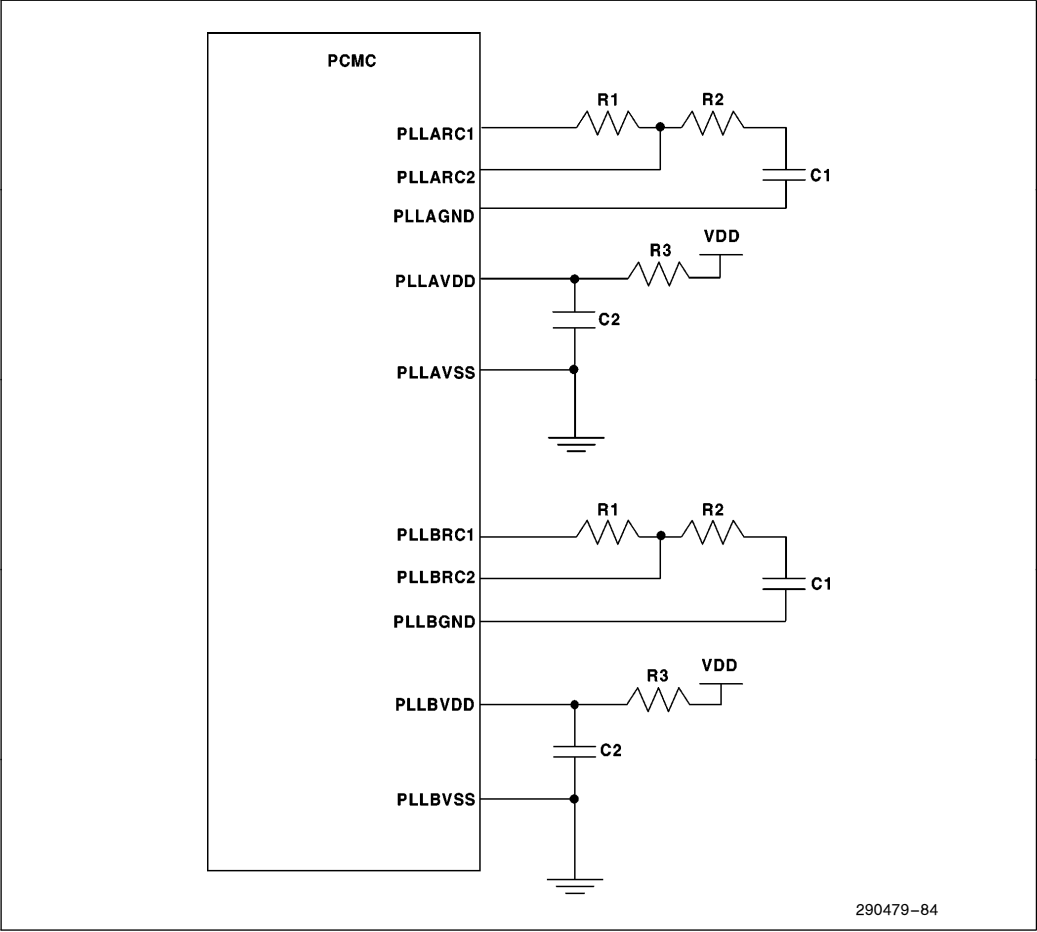 PCMC
R1
R2
PLLARC1
PLLARC2
C1
PLLAGND
VDD
R3
PLLAVDD
C2
PLLAVSS
R1
R2
PLLBRC1
PLLBRC2
C1
PLLBGND
VDD
R3
PLLBVDD
C2
PLLBVSS
290479–84